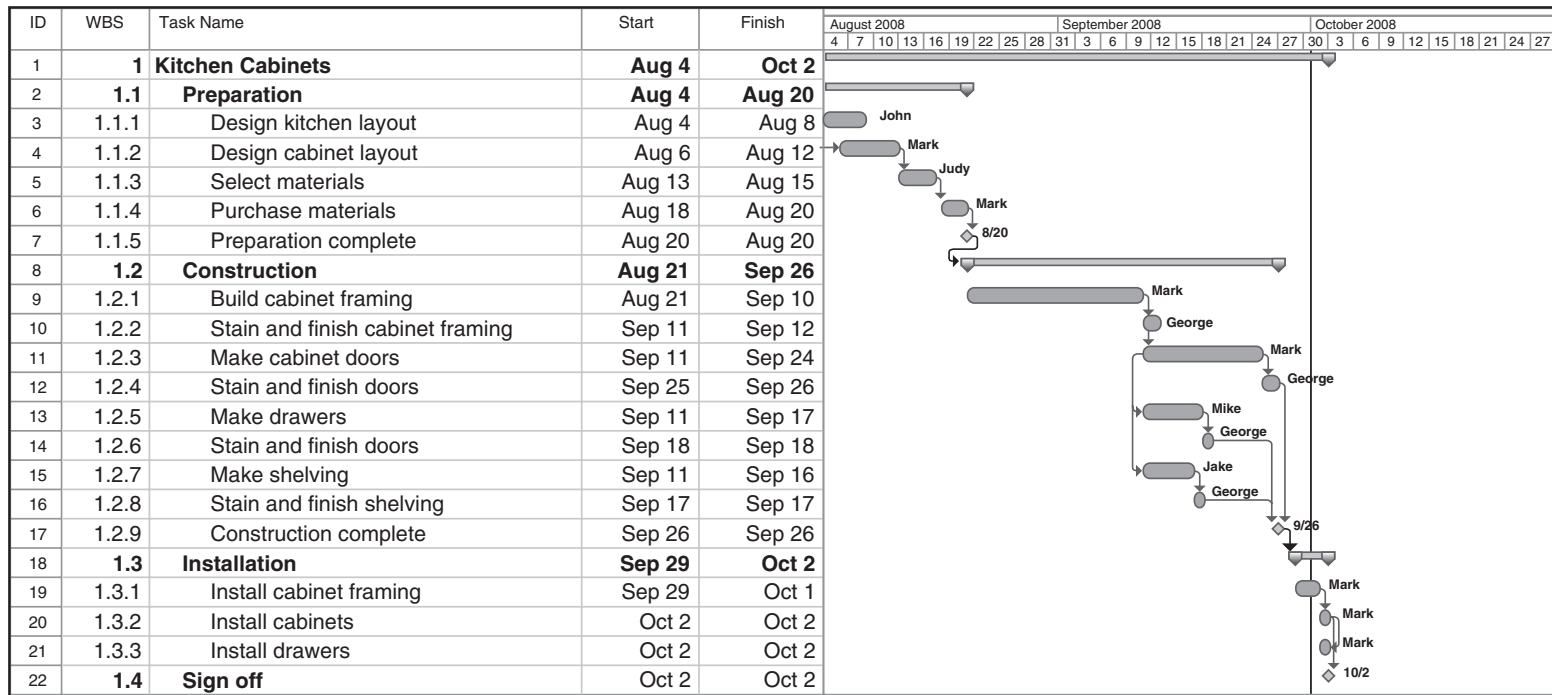 ID WBS Task Name Start Finish August 2008 September 2008 October 2008
4 7 10 13 16 19 22 25 28 31 3 6 9 12 15 18 21 24 27 30 3 6 9 12 15 18 21 24 27
1 1 Kitchen Cabinets Aug 4 Oct 2
2 1.1 Preparation Aug 4 Aug 20
3 1.1.1 Design kitchen layout Aug 4 Aug 8 John
4 1.1.2 Design cabinet layout Aug 6 Aug 12 Mark
5 1.1.3 Select materials Aug 13 Aug 15 Judy
6 1.1.4 Purchase materials Aug 18 Aug 20 Mark
7 1.1.5 Preparation complete Aug 20 Aug 20 8/20
8 1.2 Construction Aug 21 Sep 26
9 1.2.1 Build cabinet framing Aug 21 Sep 10 Mark
10 1.2.2 Stain and finish cabinet framing Sep 11 Sep 12 George
11 1.2.3 Make cabinet doors Sep 11 Sep 24 Mark
12 1.2.4 Stain and finish doors Sep 25 Sep 26 George
13 1.2.5 Make drawers Sep 11 Sep 17 Mike
14 1.2.6 Stain and finish doors Sep 18 Sep 18 George
15 1.2.7 Make shelving Sep 11 Sep 16 Jake
16 1.2.8 Stain and finish shelving Sep 17 Sep 17 George
17 1.2.9 Construction complete Sep 26 Sep 26 9/26
18 1.3 Installation Sep 29 Oct 2
19 1.3.1 Install cabinet framing Sep 29 Oct 1 Mark
20 1.3.2 Install cabinets Oct 2 Oct 2 Mark
21 1.3.3 Install drawers Oct 2 Oct 2 Mark
22 1.4 Sign off Oct 2 Oct 2 10/2